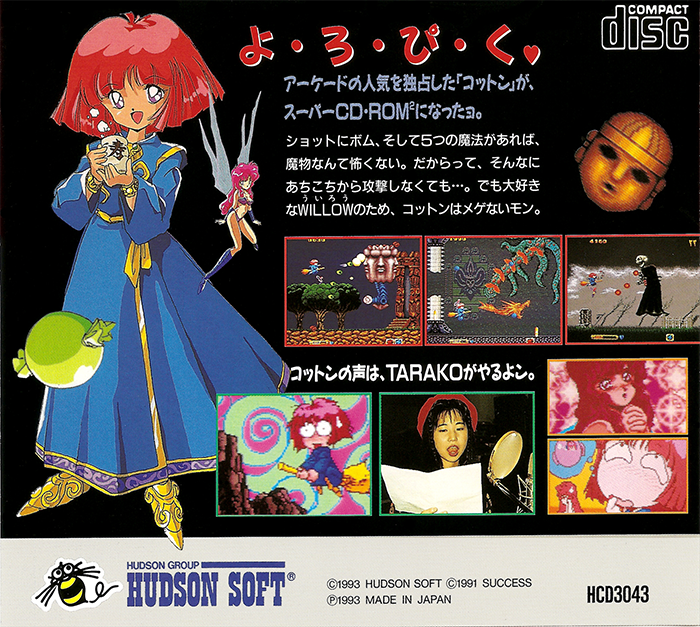 よ・ろ・ぴ・く♥
COMPACT
disc
アーケードの人気を独占した「コットン」が、
スーパーCD・ROM²になったョ。
ショットにボム、そして5つの魔法があれば、
魔物なんて怖くない。だからって、そんなに
あちこちから攻撃しなくても…。でも大好き
ういろう
なWILLOWのため、コットンはメゲないモン。
寿
4160
コットンの声は、TARAKOがやるよン。
HUDSON GROUP
HUDSON SOFT®
©1993 HUDSON SOFT ©1991 SUCCESS
℗1993 MADE IN JAPAN
HCD3043